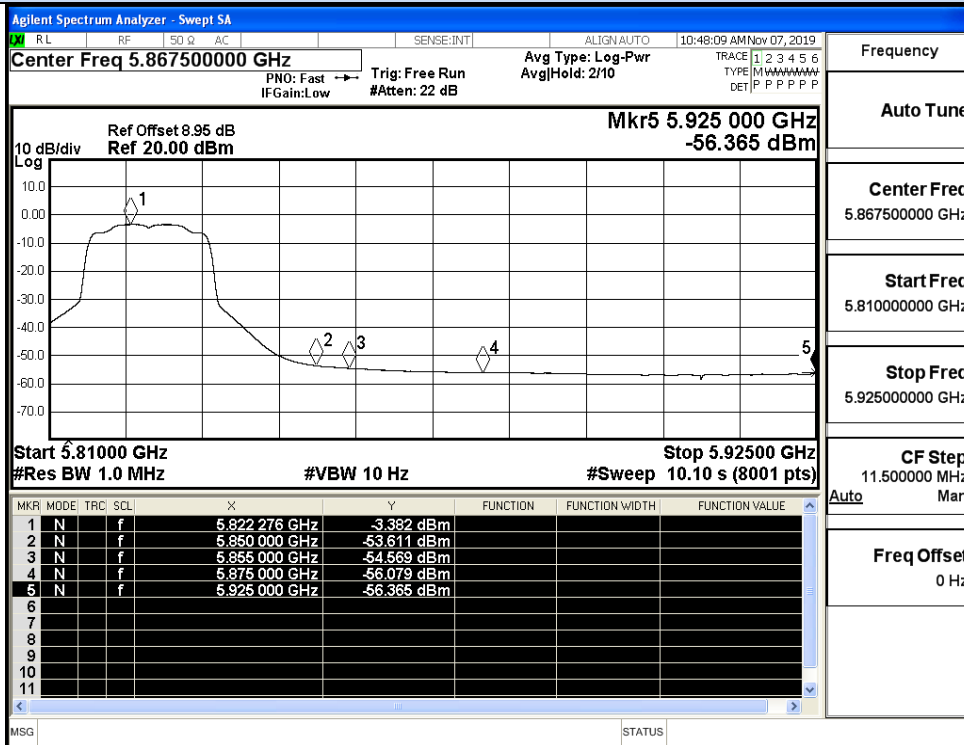 Agilent Spectrum Analyzer - Swept SA
LXI RL RF 50 Ω AC SENSE:INT ALIGN AUTO 10:48:09 AM Nov 07, 2019
Center Freq 5.867500000 GHz
PNO: Fast
IFGain:Low
Trig: Free Run
#Atten: 22 dB
Avg Type: Log-Pwr
Avg|Hold: 2/10
TRACE 1 2 3 4 5 6
TYPE M WWWWW
DET P P P P P P
Ref Offset 8.95 dB
10 dB/div Ref 20.00 dBm
Log
Mkr5 5.925 000 GHz
-56.365 dBm
10.0
0.00
-10.0
-20.0
-30.0
-40.0
-50.0
-60.0
-70.0
1
2
3
4
5
Start 5.81000 GHz Stop 5.92500 GHz
#Res BW 1.0 MHz #VBW 10 Hz #Sweep 10.10 s (8001 pts)
MKR MODE TRC SCL X Y FUNCTION FUNCTION WIDTH FUNCTION VALUE
1 N f 5.822 276 GHz -3.382 dBm
2 N f 5.850 000 GHz -53.611 dBm
3 N f 5.855 000 GHz -54.569 dBm
4 N f 5.875 000 GHz -56.079 dBm
5 N f 5.925 000 GHz -56.365 dBm
6
7
8
9
10
11
MSG STATUS
Frequency
Auto Tune
Center Freq
5.867500000 GHz
Start Freq
5.810000000 GHz
Stop Freq
5.925000000 GHz
CF Step
11.500000 MHz
Auto Man
Freq Offset
0 Hz